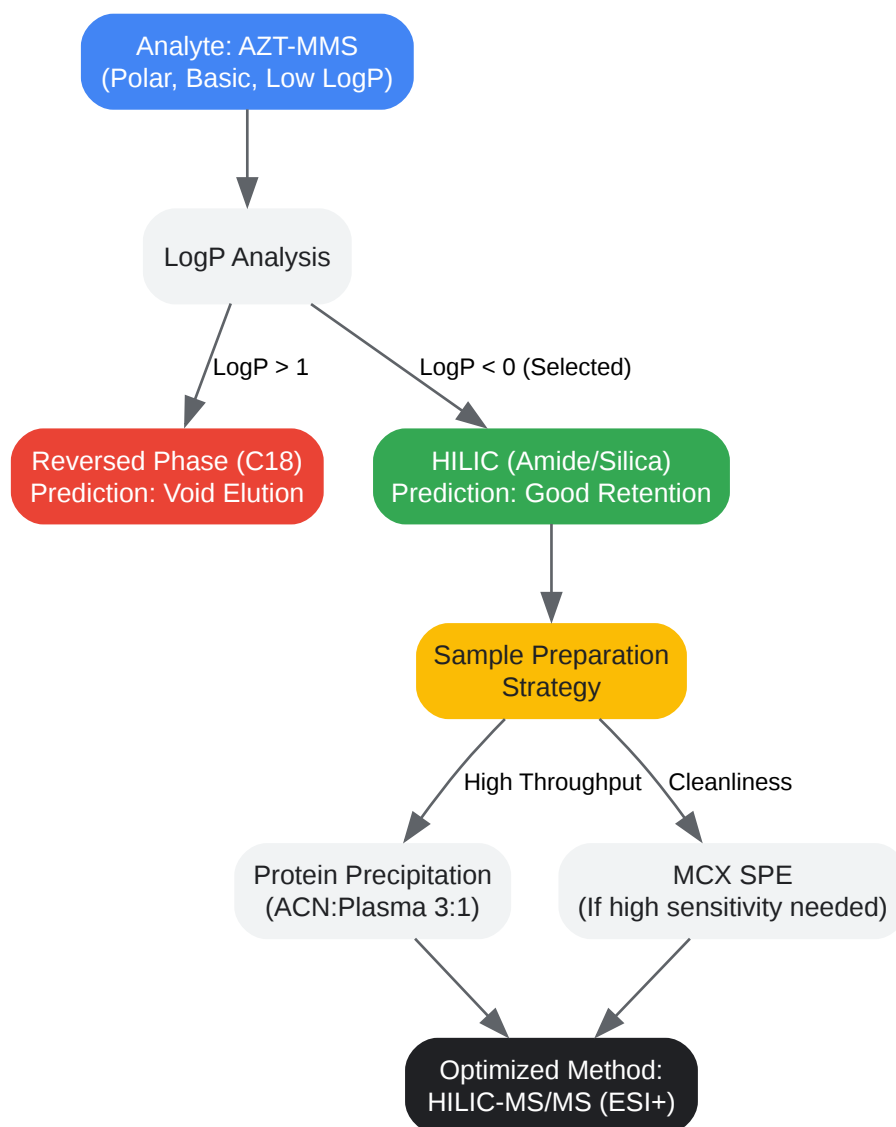 Analyte: AZT-MMS
(Polar, Basic, Low LogP)
LogP Analysis
LogP > 1
LogP < 0 (Selected)
Reversed Phase (C18)
Prediction: Void Elution
HILIC (Amide/Silica)
Prediction: Good Retention
Sample Preparation
Strategy
High Throughput
Cleanliness
Protein Precipitation
(ACN:Plasma 3:1)
MCX SPE
(If high sensitivity needed)
Optimized Method:
HILIC-MS/MS (ESI+)